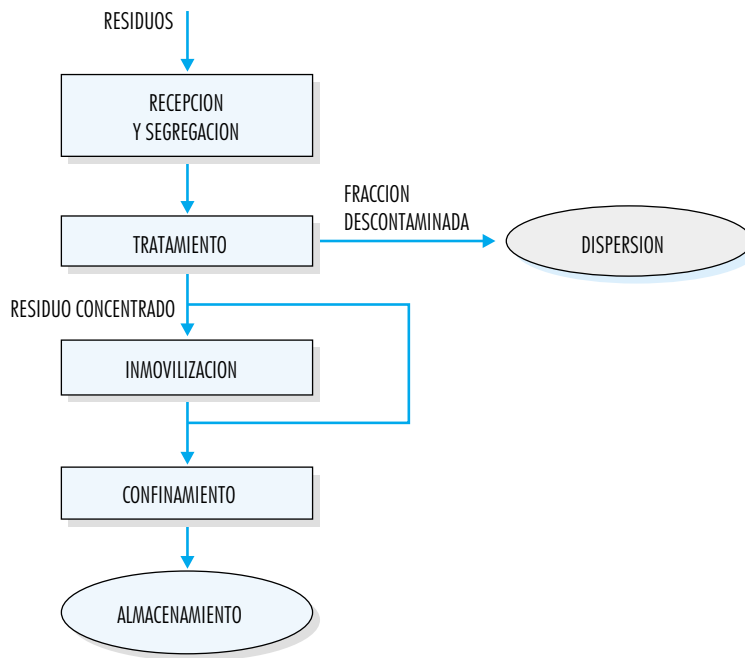 RESIDUOS
RECEPCION
Y SEGREGACION
FRACCION
DESCONTAMINADA
TRATAMIENTO
DISPERSION
RESIDUO CONCENTRADO
INMOVILIZACION
CONFINAMIENTO
ALMACENAMIENTO